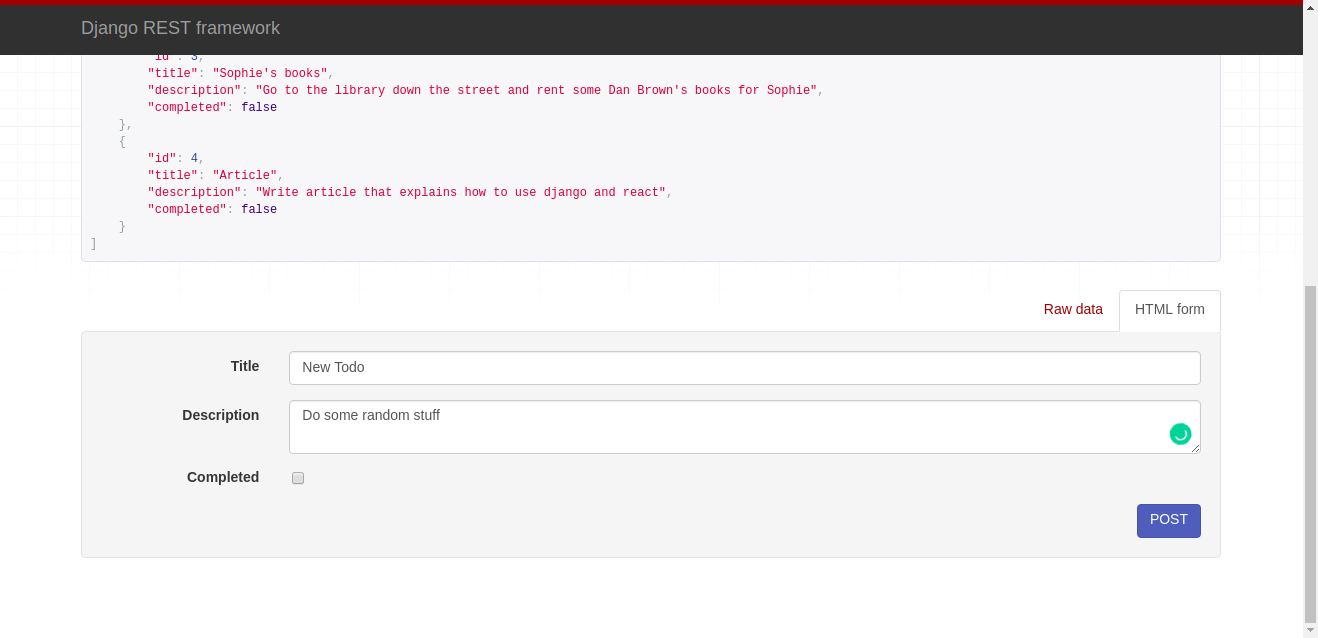 Django REST framework
"id": 3,
"title": "Sophie's books",
"description": "Go to the library down the street and rent some Dan Brown's books for Sophie",
"completed": false
},
{
"id": 4,
"title": "Article",
"description": "Write article that explains how to use django and react",
"completed": false
}
]
Raw data HTML form
Title New Todo
Description Do some random stuff
Completed
POST